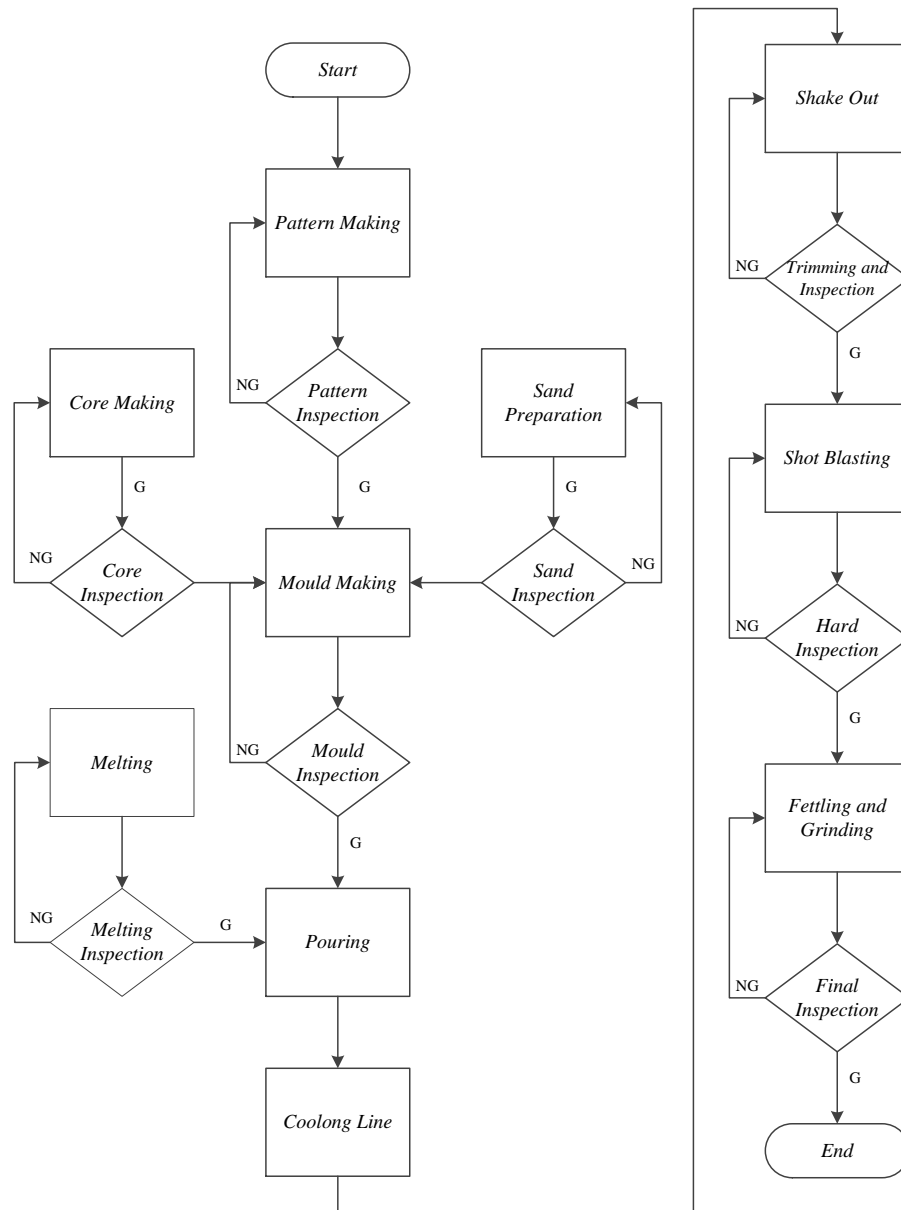 Start
Pattern Making
NG
Pattern
Inspection
G
Core Making
G
NG
Core
Inspection
Sand
Preparation
G
Sand
Inspection
NG
Mould Making
NG
Mould
Inspection
G
Melting
NG
Melting
Inspection
G
Pouring
Coolong Line
Shake Out
NG
Trimming and
Inspection
G
Shot Blasting
NG
Hard
Inspection
G
Fettling and
Grinding
NG
Final
Inspection
G
End